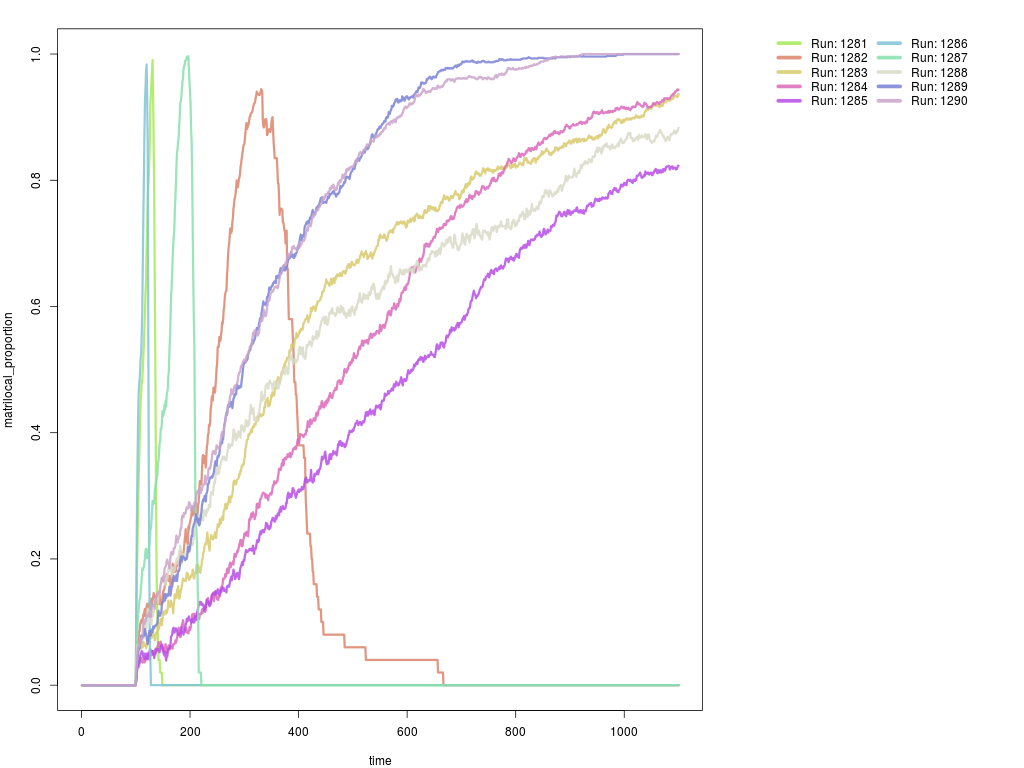 1.0
0.8
0.6
0.4
0.2
0.0
matrilocal_proportion
0 200 400 600 800 1000
time
Run: 1281 Run: 1286
Run: 1282 Run: 1287
Run: 1283 Run: 1288
Run: 1284 Run: 1289
Run: 1285 Run: 1290